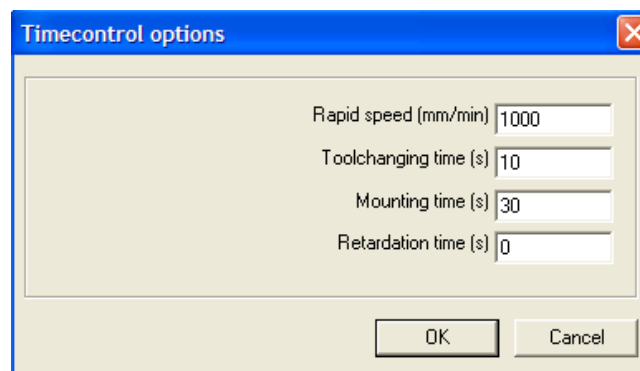 Timecontrol options
Rapid speed (mm/min) 1000
Toolchanging time (s) 10
Mounting time (s) 30
Retardation time (s) 0
OK Cancel